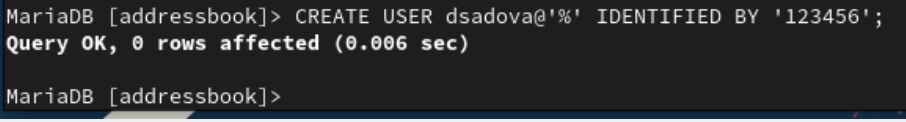 MariaDB [addressbook]> CREATE USER dsadova@'%' IDENTIFIED BY '123456';
Query OK, 0 rows affected (0.006 sec)
MariaDB [addressbook]>